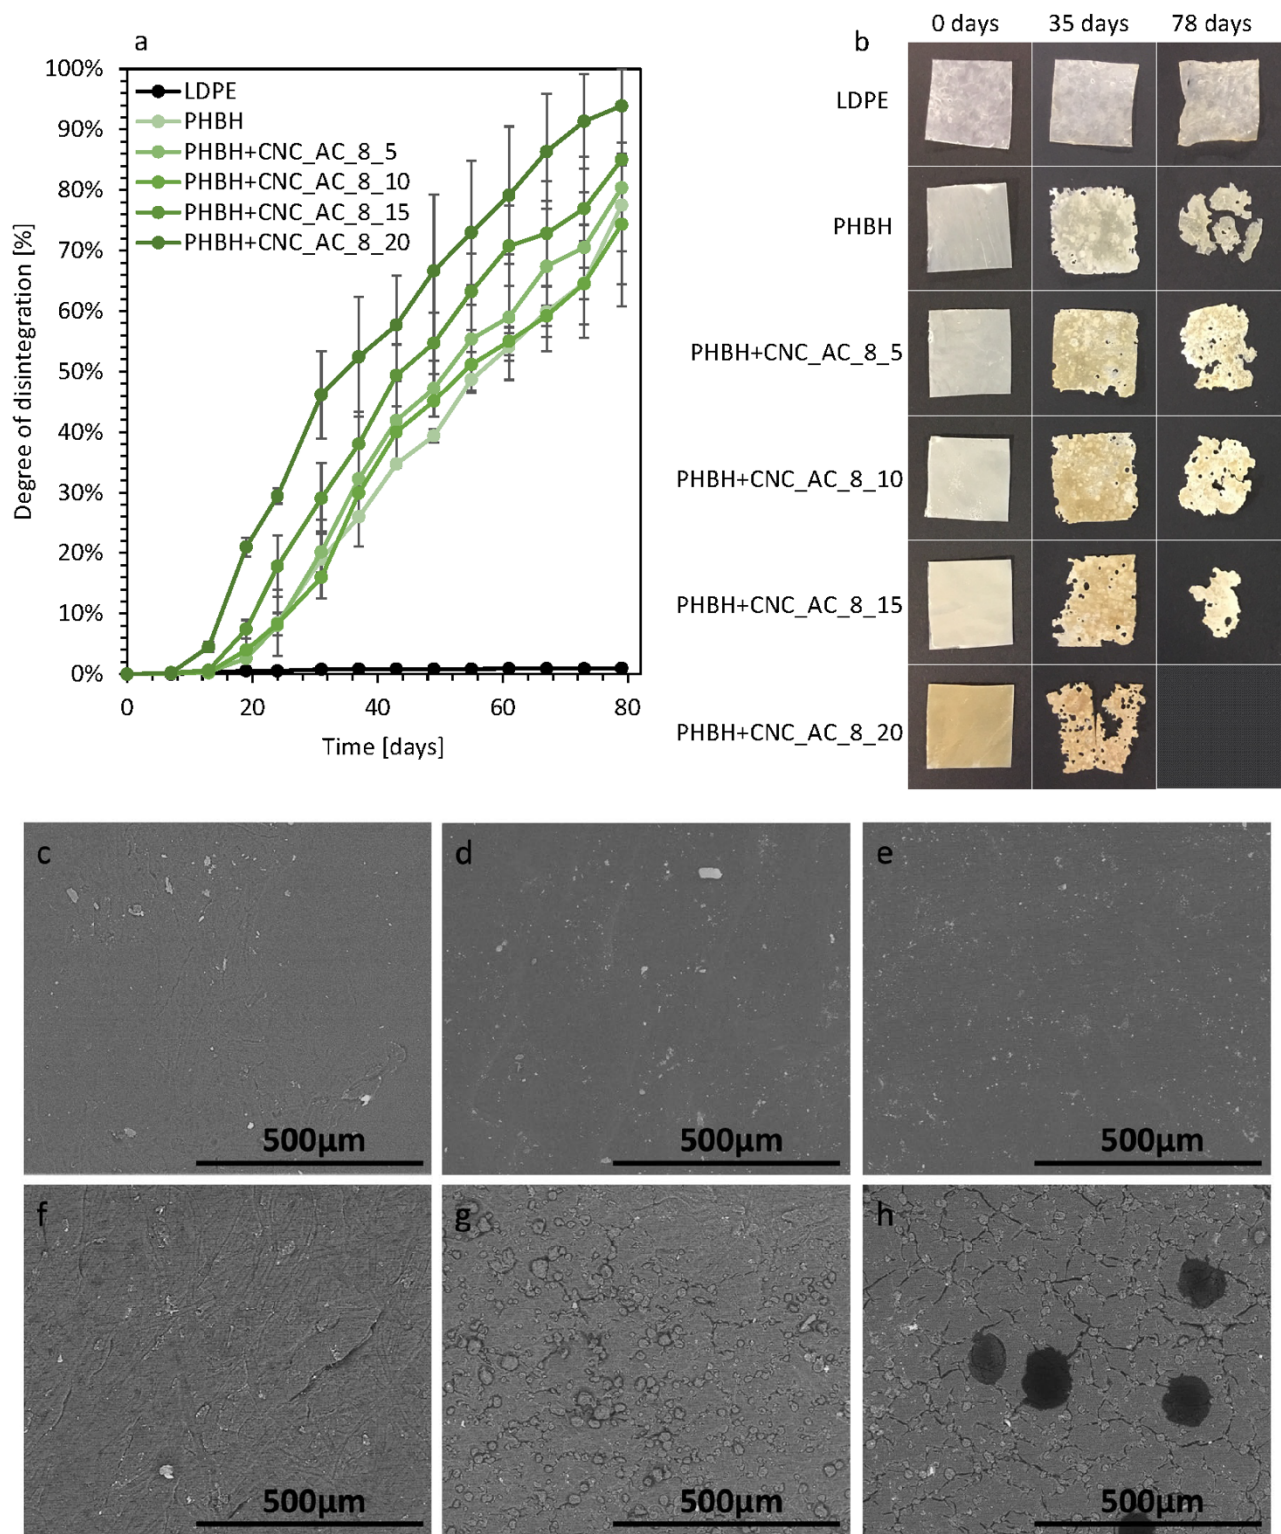 a
100%
90%
80%
70%
60%
50%
40%
30%
20%
10%
0%
Degree of disintegration [%]
LDPE
PHBH
PHBH+CNC_AC_8_5
PHBH+CNC_AC_8_10
PHBH+CNC_AC_8_15
PHBH+CNC_AC_8_20
0 20 40 60 80
Time [days]
b
0 days 35 days 78 days
LDPE
PHBH
PHBH+CNC_AC_8_5
PHBH+CNC_AC_8_10
PHBH+CNC_AC_8_15
PHBH+CNC_AC_8_20
c
500µm
d
500µm
e
500µm
f
500µm
g
500µm
h
500µm